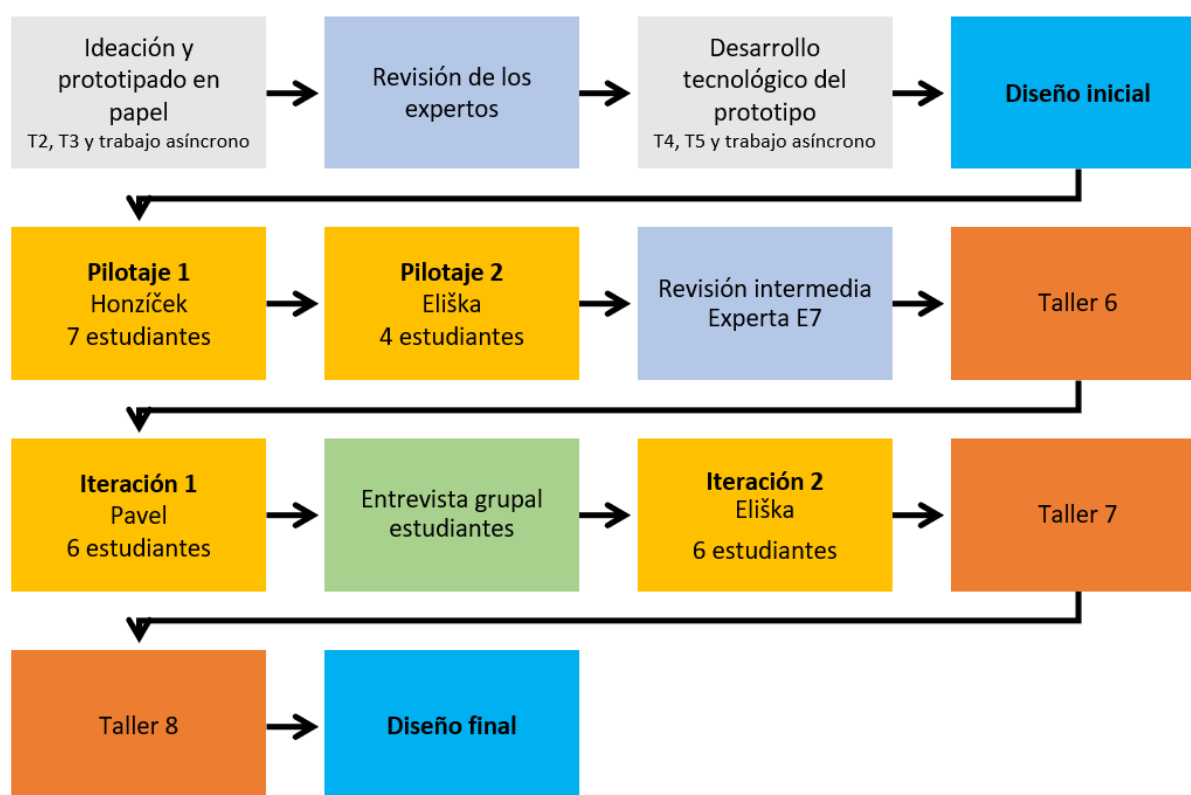 Ideación y
prototipado en
papel
T2, T3 y trabajo asíncrono
Revisión de los
expertos
Desarrollo
tecnológico del
prototipo
T4, T5 y trabajo asíncrono
Diseño inicial
Pilotaje 1
Honzíček
7 estudiantes
Pilotaje 2
Eliška
4 estudiantes
Revisión intermedia
Experta E7
Taller 6
Iteración 1
Pavel
6 estudiantes
Entrevista grupal
estudiantes
Iteración 2
Eliška
6 estudiantes
Taller 7
Taller 8
Diseño final